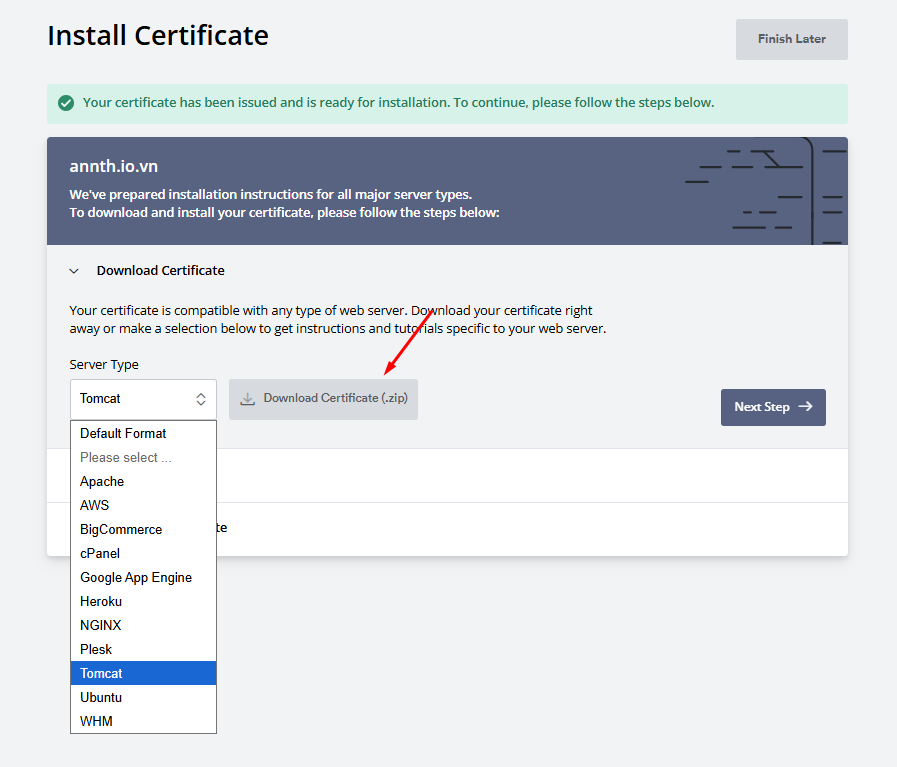 Install Certificate
Finish Later
Your certificate has been issued and is ready for installation. To continue, please follow the steps below.
annth.io.vn
We've prepared installation instructions for all major server types.
To download and install your certificate, please follow the steps below:
Download Certificate
Your certificate is compatible with any type of web server. Download your certificate right
away or make a selection below to get instructions and tutorials specific to your web server.
Server Type
Tomcat
Download Certificate (.zip)
Next Step
Default Format
Please select ...
Apache
AWS
BigCommerce
cPanel
Google App Engine
Heroku
NGINX
Plesk
Tomcat
Ubuntu
WHM